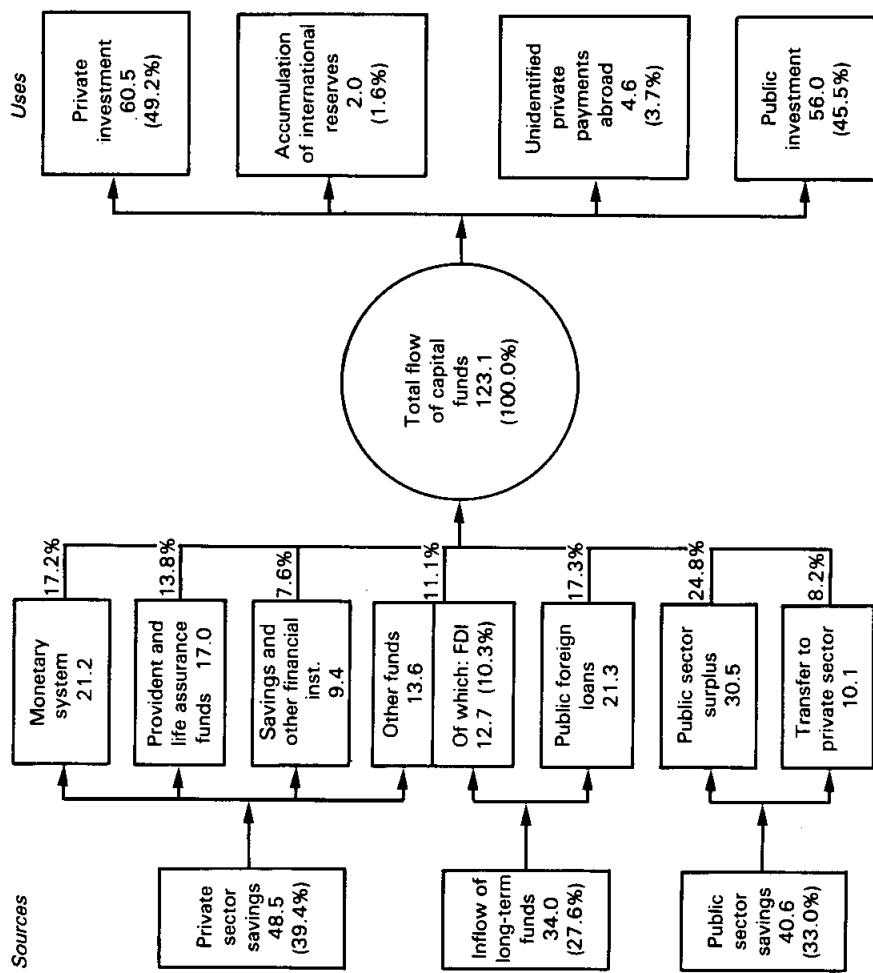 Sources
Private
sector
savings
48.5
(39.4%)
Inflow of
long-term
funds
34.0
(27.6%)
Public
sector
savings
40.6
(33.0%)
Monetary
system
21.2
17.2%
Provident and
life assurance
funds 17.0
13.8%
Savings and
other financial
inst.
9.4
7.6%
Other funds
13.6
11.1%
Of which: FDI
12.7 (10.3%)
Public foreign
loans
21.3
17.3%
Public sector
surplus
30.5
24.8%
Transfer to
private sector
10.1
8.2%
Total flow
of capital
funds
123.1
(100.0%)
Uses
Private
investment
60.5
(49.2%)
Accumulation
of international
reserves
2.0
(1.6%)
Unidentified
private
payments
abroad
4.6
(3.7%)
Public
investment
56.0
(45.5%)